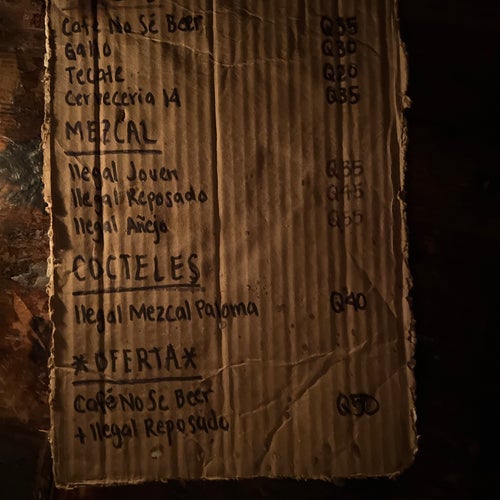 Café No Sé Beer Q35
Gallo Q30
Tecate Q20
Cerveceria 14 Q35
MEZCAL
Ilegal Joven Q35
Ilegal Reposado Q45
Ilegal Añejo Q55
COCTELES
Ilegal Mezcal Paloma Q40
*OFERTA*
Café No Sé Beer Q50
+ Ilegal Reposado